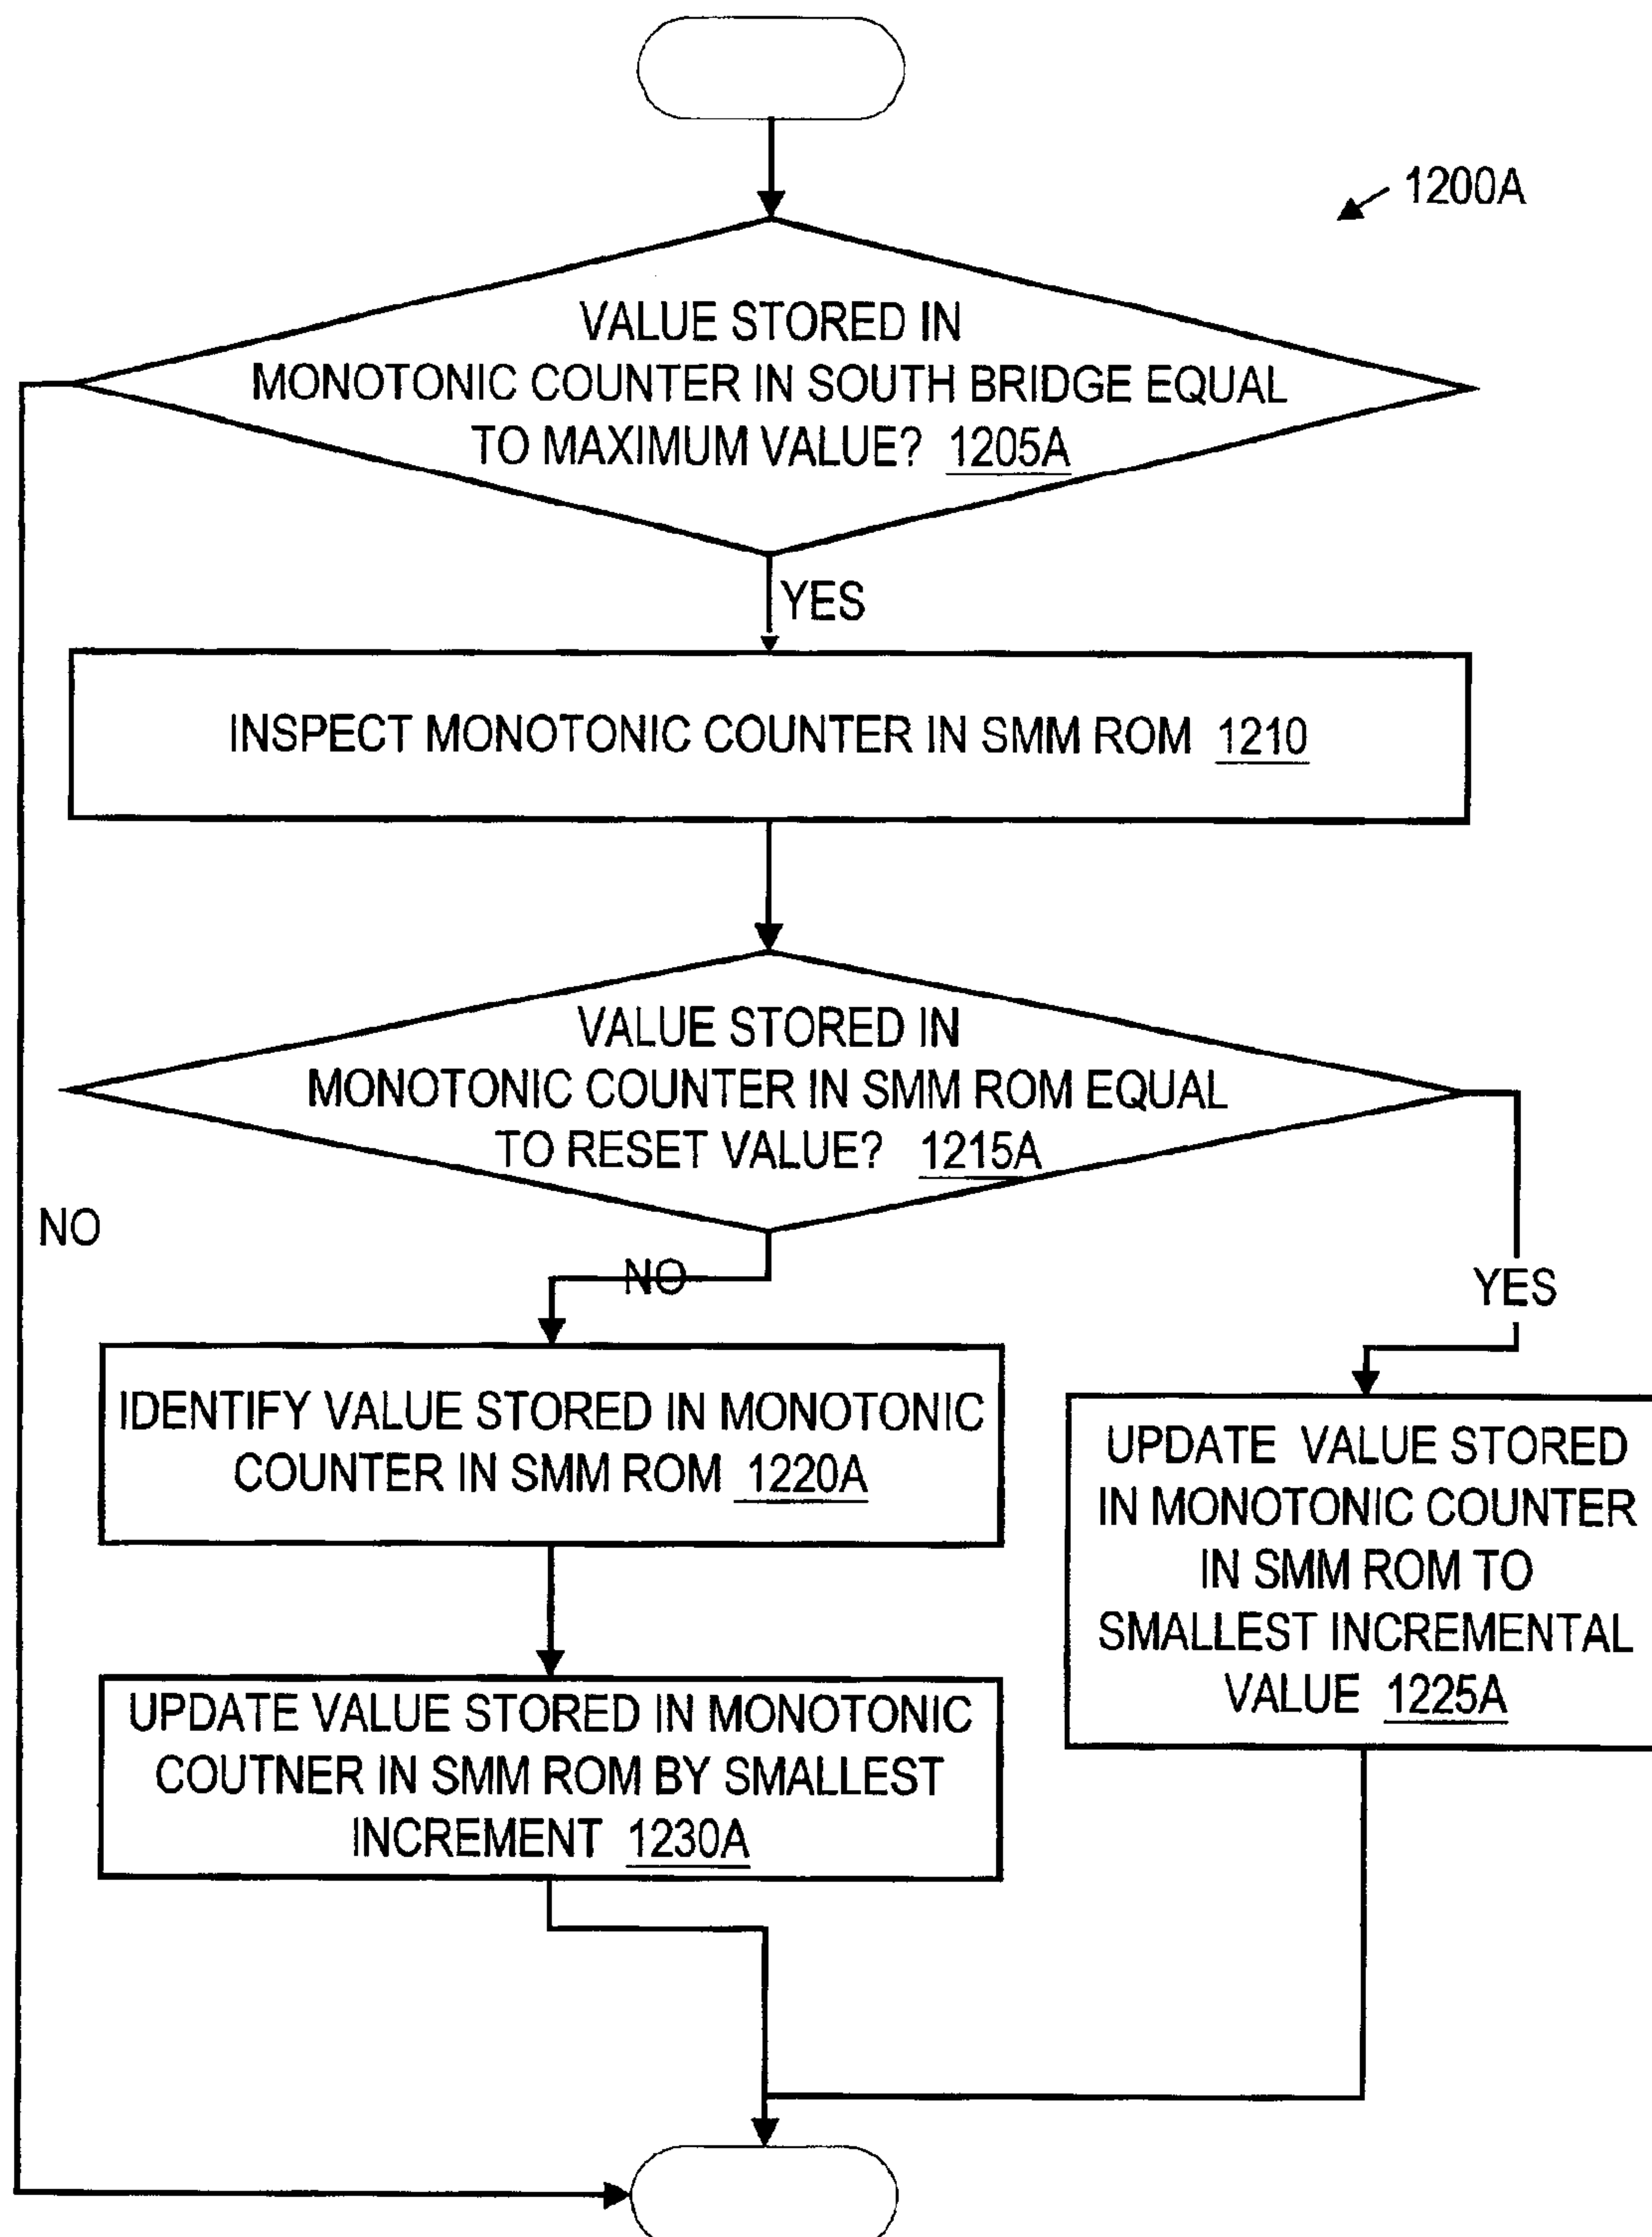 1200A
VALUE STORED IN
MONOTONIC COUNTER IN SOUTH BRIDGE EQUAL
TO MAXIMUM VALUE? 1205A
YES
INSPECT MONOTONIC COUNTER IN SMM ROM 1210
VALUE STORED IN
MONOTONIC COUNTER IN SMM ROM EQUAL
TO RESET VALUE? 1215A
NO
NO
YES
IDENTIFY VALUE STORED IN MONOTONIC
COUNTER IN SMM ROM 1220A
UPDATE VALUE STORED
IN MONOTONIC COUNTER
IN SMM ROM TO
SMALLEST INCREMENTAL
VALUE 1225A
UPDATE VALUE STORED IN MONOTONIC
COUTNER IN SMM ROM BY SMALLEST
INCREMENT 1230A